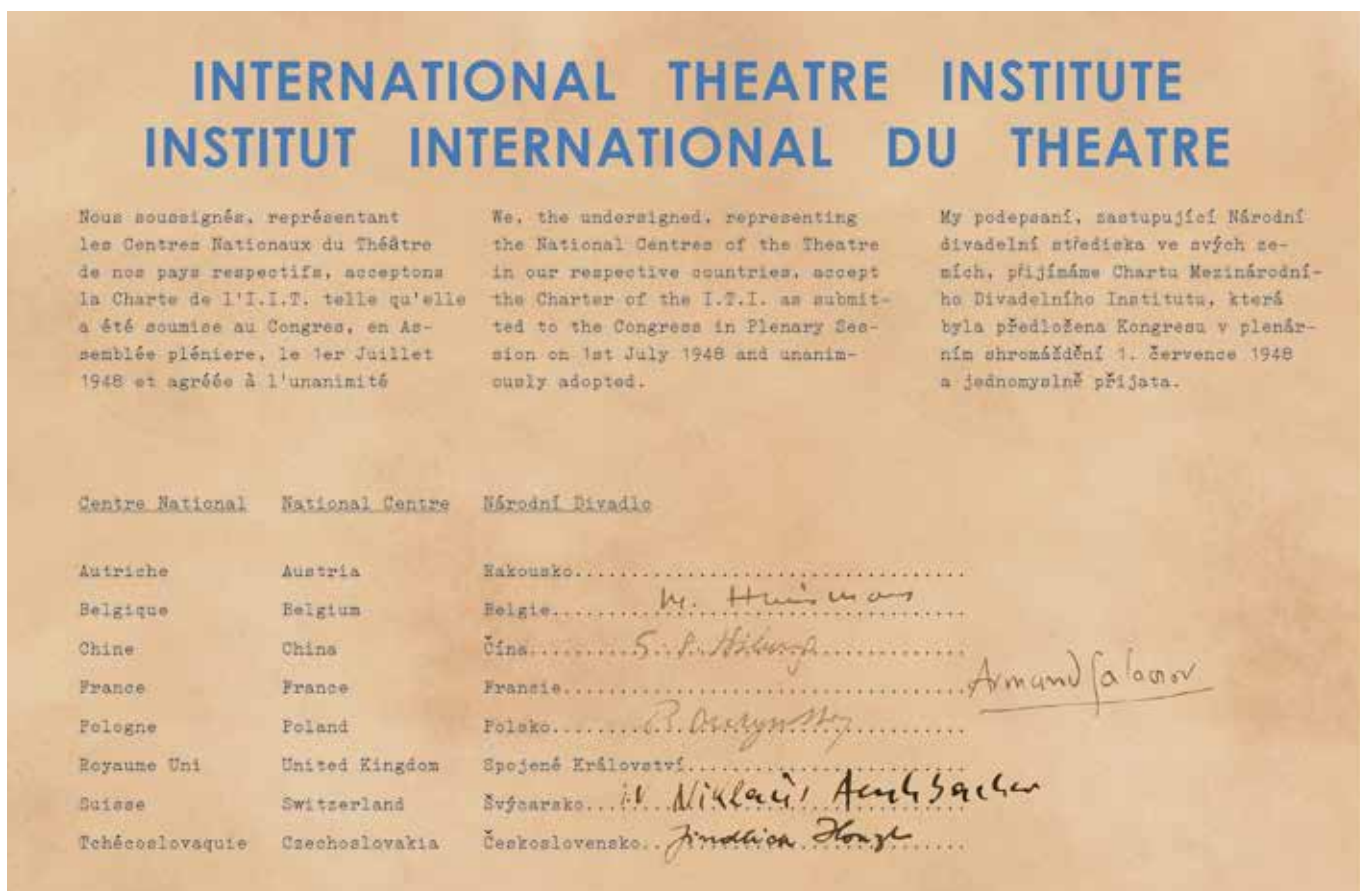 INTERNATIONAL THEATRE INSTITUTE
INSTITUT INTERNATIONAL DU THEATRE
Nous soussignés, représentant
les Centres Nationaux du Théâtre
de nos pays respectifs, acceptons
la Charte de l'I.I.T. telle qu'elle
a été soumise au Congres, en As-
semblée pléniere, le 1er Juillet
1948 et agréée à l'unanimité
We, the undersigned, representing
the National Centres of the Theatre
in our respective countries, accept
the Charter of the I.T.I. as submit-
ted to the Congress in Plenary Ses-
sion on 1st July 1948 and unanim-
ously adopted.
My podepsaní, zastupující Národní
divadelní střediska ve svých ze-
mích, přijímáme Chartu Mezinárodní-
ho Divadelního Institutu, která
byla předložena Kongresu v plenár-
ním shromáždění 1. července 1948
a jednomyslně přijata.
Centre National National Centre Národní Divadlo
Autriche Austria Rakousko
Belgique Belgium Belgie
Chine China Čína
France France Francie Armand
Pologne Poland Polsko
Royaume Uni United Kingdom Spojené Království
Suisse Switzerland Švýcarsko Niklaus
Tchécoslovaquie Czechoslovakia Československo Jindřich Honzl